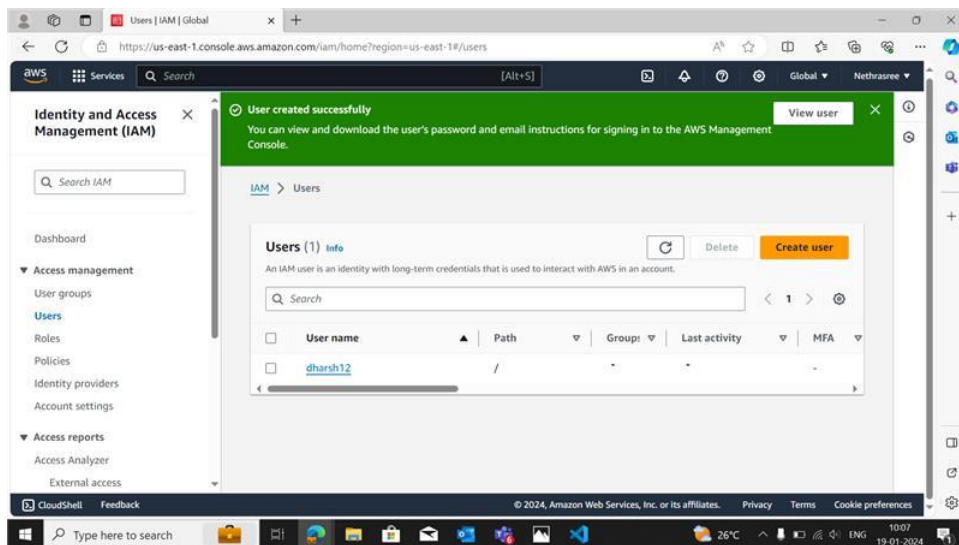 Users | IAM | Global
https://us-east-1.console.aws.amazon.com/iam/home?region=us-east-1#/users
aws
Services
Search
[Alt+S]
Global
Nethrasree
Identity and Access
Management (IAM)
Search IAM
Dashboard
Access management
User groups
Users
Roles
Policies
Identity providers
Account settings
Access reports
Access Analyzer
External access
User created successfully
You can view and download the user's password and email instructions for signing in to the AWS Management
Console.
View user
IAM > Users
Users (1) Info
Delete
Create user
An IAM user is an identity with long-term credentials that is used to interact with AWS in an account.
Search
1
User name
Path
Group:
Last activity
MFA
dharsh12
/
-
-
-
CloudShell
Feedback
© 2024, Amazon Web Services, Inc. or its affiliates.
Privacy
Terms
Cookie preferences
Type here to search
26°C
ENG
10:07
19-01-2024